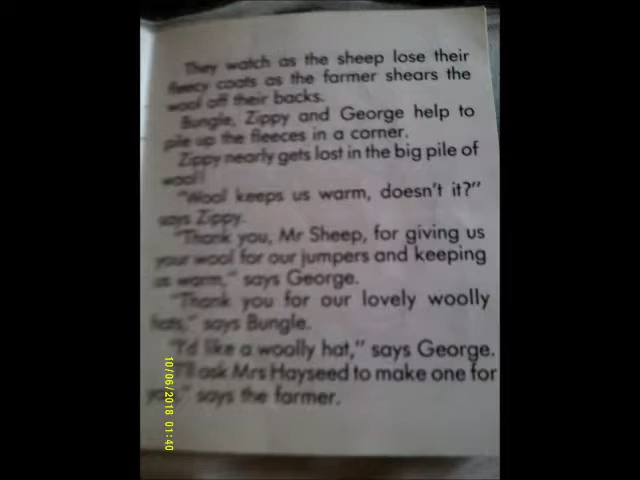 They watch as the sheep lose their
fleecy coats as the farmer shears the
wool off their backs.
Bungle, Zippy and George help to
pile up the fleeces in a corner.
Zippy nearly gets lost in the big pile of
wool!
"Wool keeps us warm, doesn't it?"
says Zippy.
"Thank you, Mr Sheep, for giving us
your wool for our jumpers and keeping
us warm," says George.
"Thank you for our lovely woolly
hats," says Bungle.
"I'd like a woolly hat," says George.
"I'll ask Mrs Hayseed to make one for
you," says the farmer.
10/06/2018 01:40